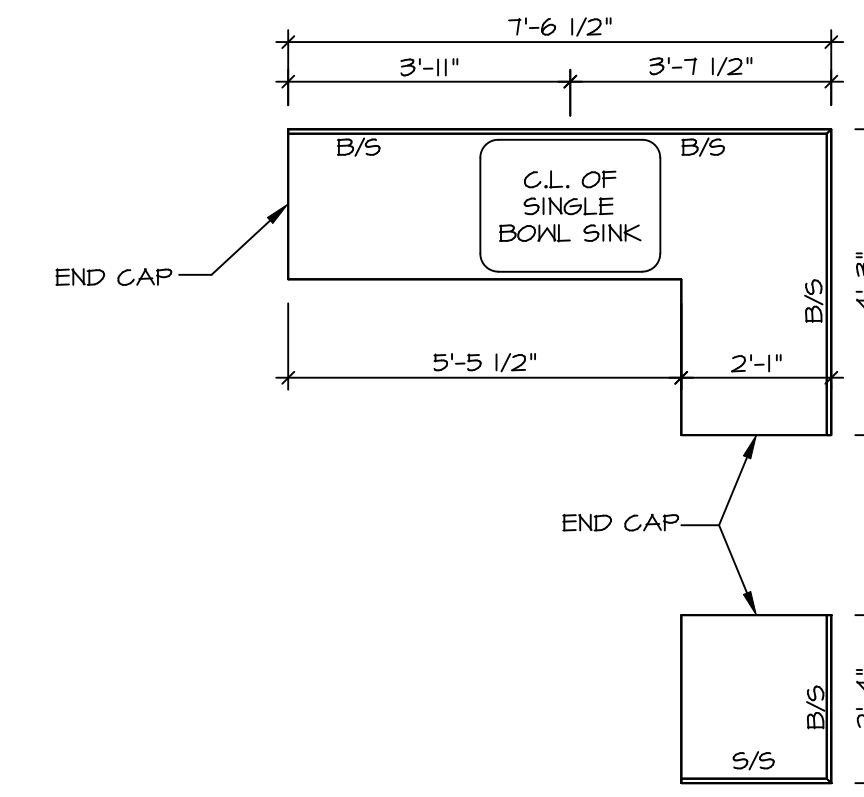 7'-6 1/2"
3'-11"
3'-7 1/2"
B/S
B/S
C.L. OF
SINGLE
BOWL SINK
END CAP
B/S
5'-5 1/2"
2'-1"
END CAP
B/S
S/S